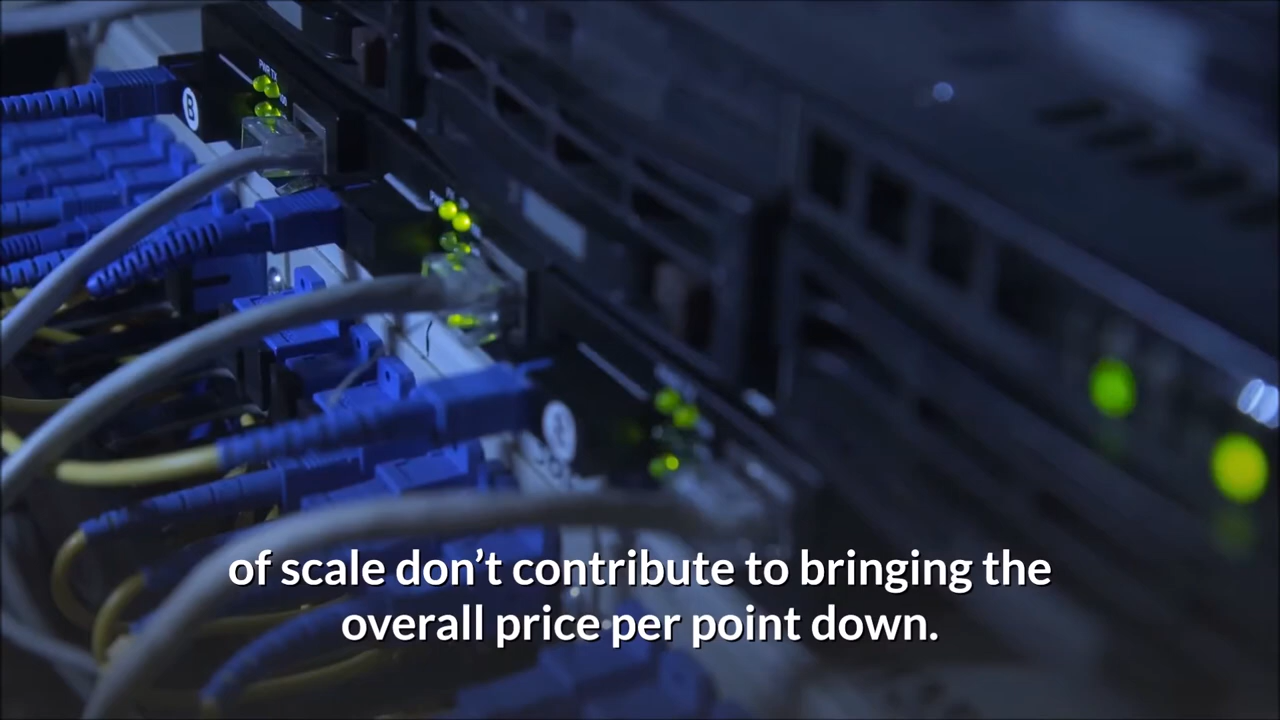 B
of scale don’t contribute to bringing the
overall price per point down.